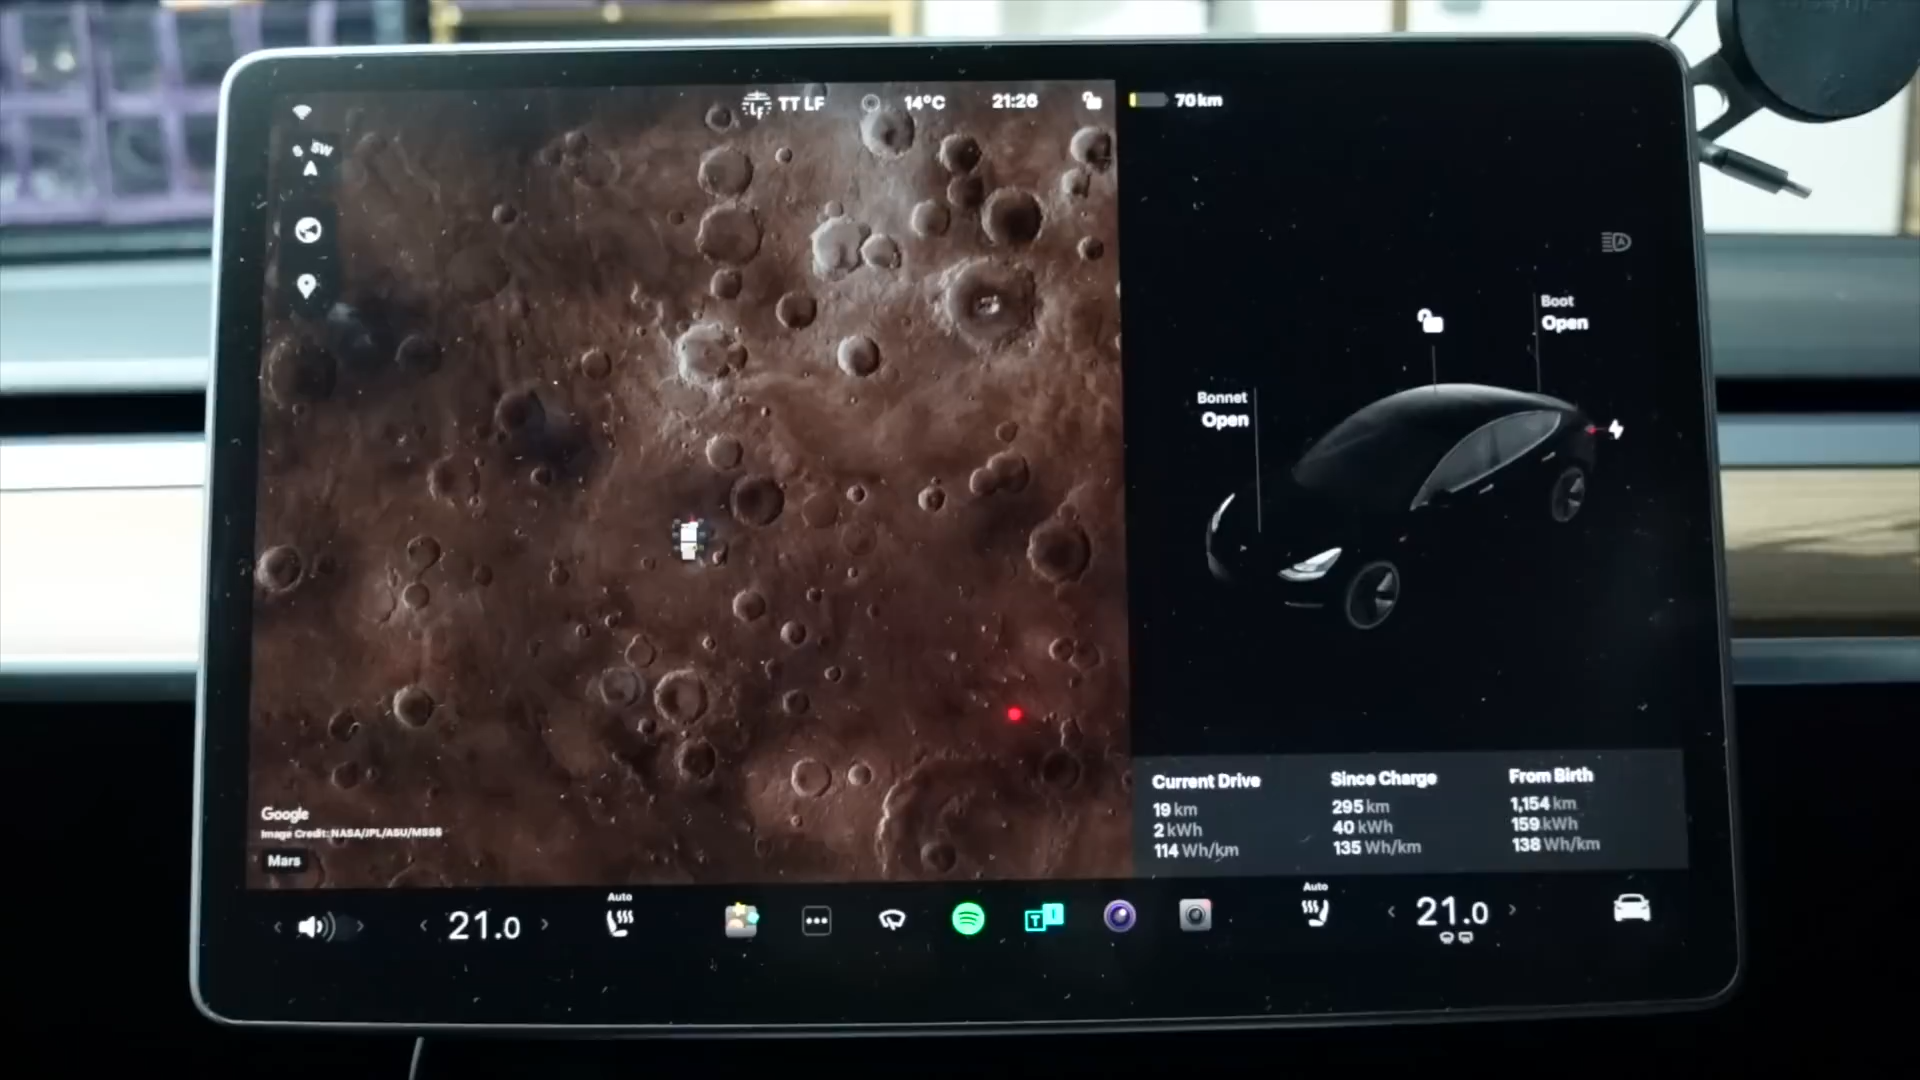 TT LF
14°C
21:26
70 km
S SW
Boot
Open
Bonnet
Open
Current Drive
19 km
2 kWh
114 Wh/km
Since Charge
295 km
40 kWh
135 Wh/km
From Birth
1,154 km
159 kWh
138 Wh/km
Google
Image Credit: NASA/JPL/ASU/MSSS
Mars
21.0
Auto
T
Auto
21.0